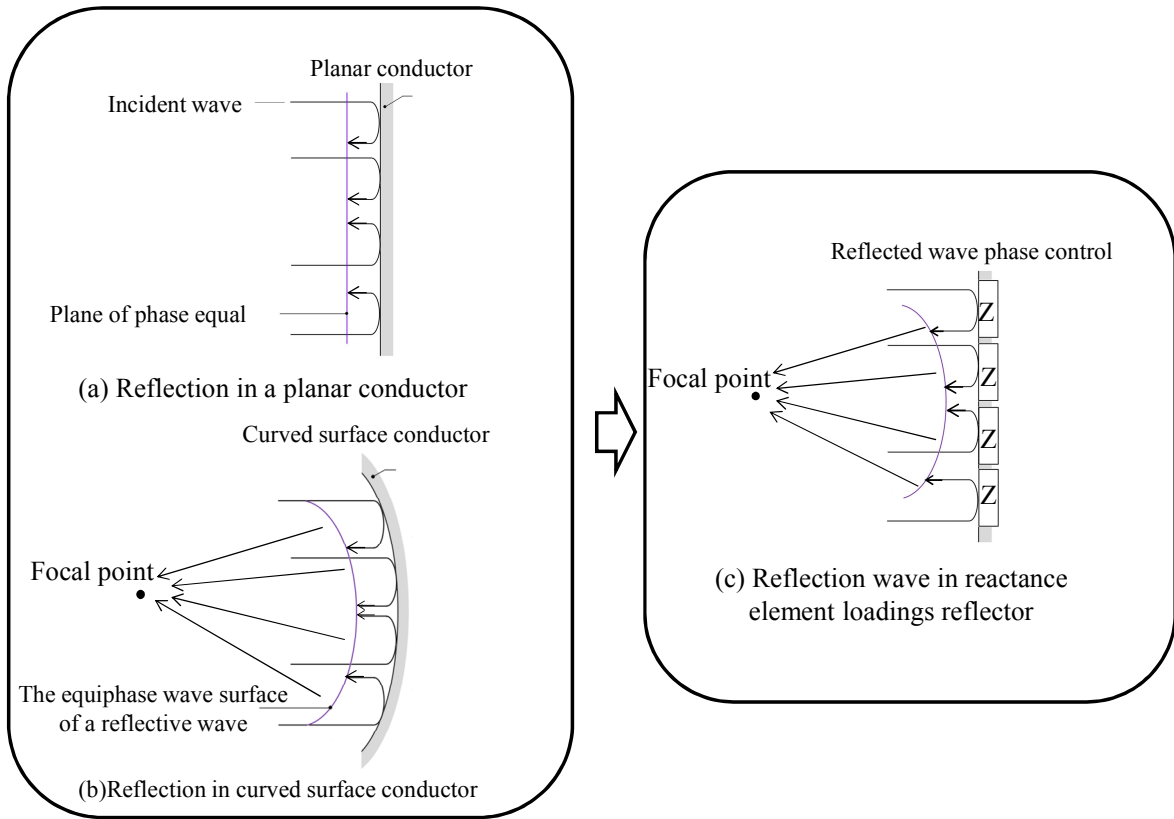 Planar conductor
Incident wave
Plane of phase equal
(a) Reflection in a planar conductor
Curved surface conductor
Focal point
The equiphase wave surface
of a reflective wave
(b)Reflection in curved surface conductor
Reflected wave phase control
Z
Z
Focal point
Z
Z
(c) Reflection wave in reactance
element loadings reflector